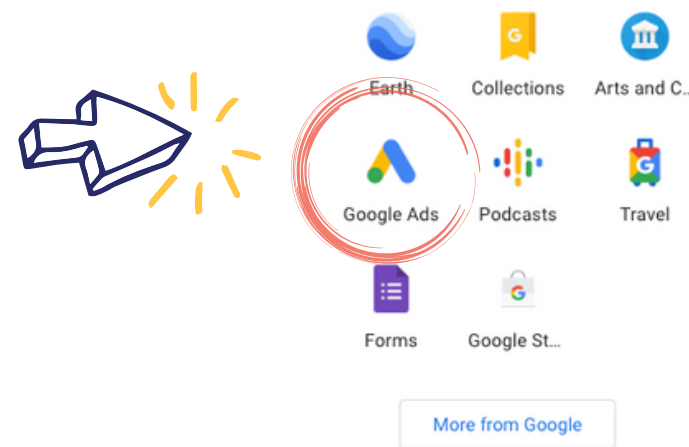 Earth Collections Arts and C...
Google Ads Podcasts Travel
Forms Google St...
More from Google